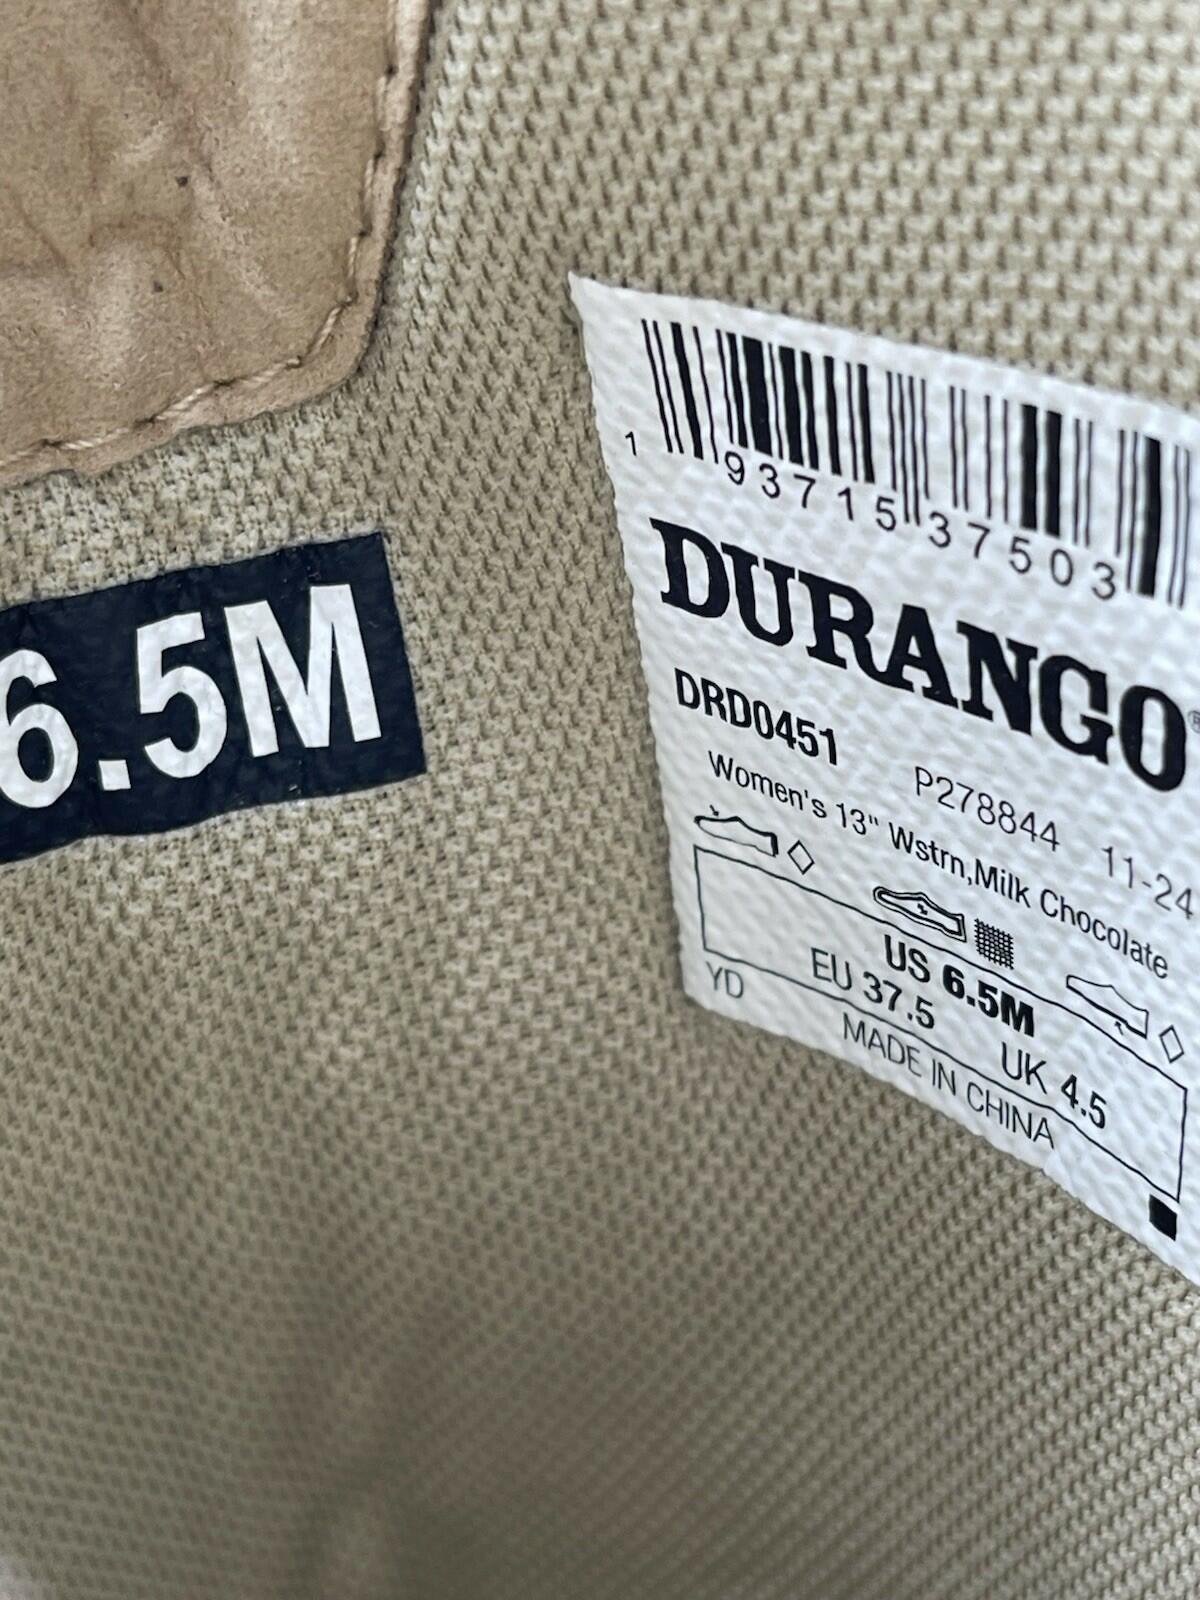 6.5M
1 93715 37503
DURANGO®
DRD0451
P278844 11-24
Women's 13" Wstrn,Milk Chocolate
US 6.5M
EU 37.5 UK 4.5
YD
MADE IN CHINA